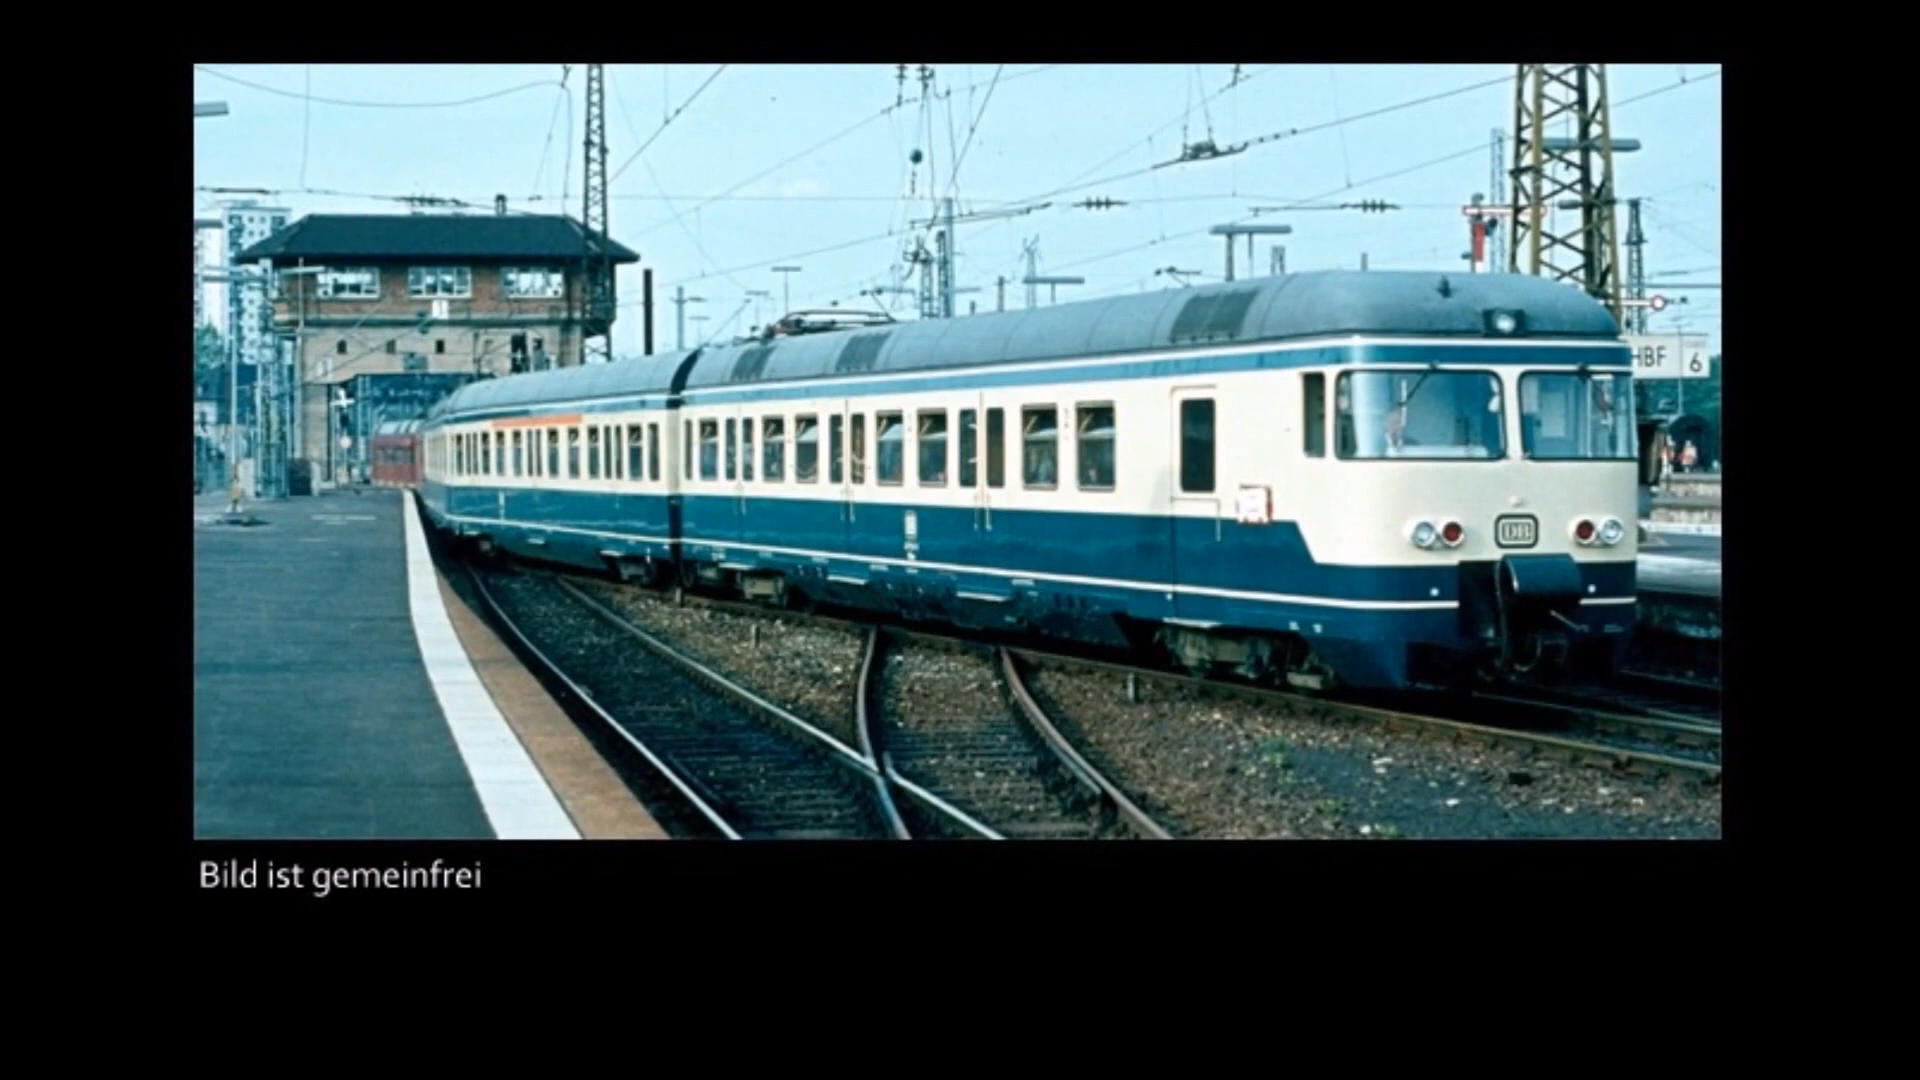 HBF 6
DB
Bild ist gemeinfrei